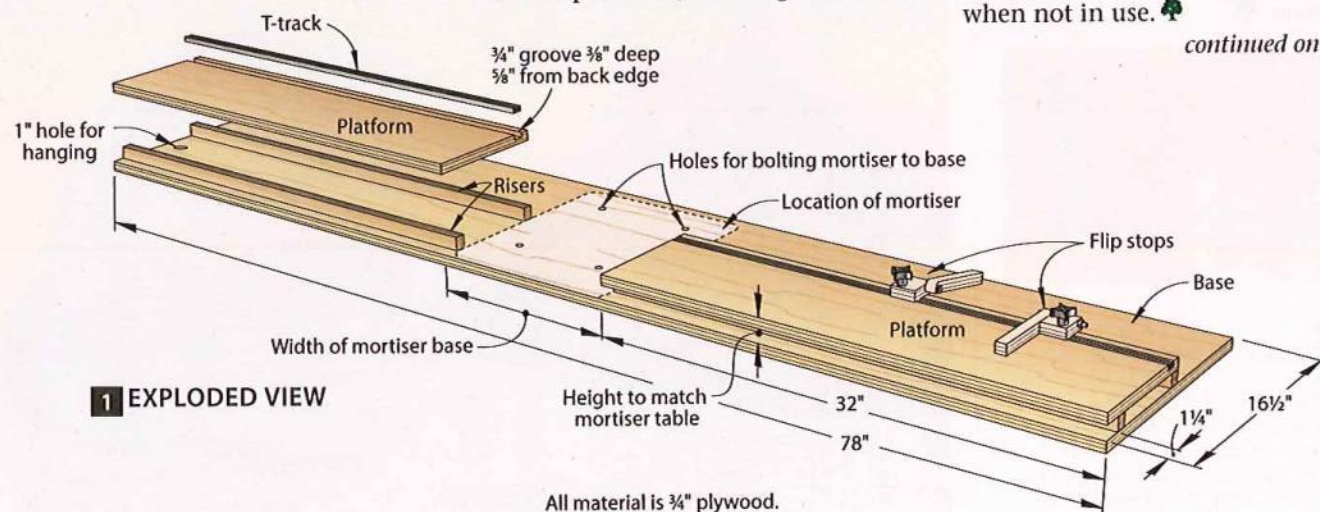 when not in use.
continued on
T-track
¾" groove ⅜" deep
⅝" from back edge
Platform
1" hole for
hanging
Risers
Holes for bolting mortiser to base
Location of mortiser
Flip stops
Base
Platform
Width of mortiser base
Height to match
mortiser table
32"
78"
1¼"
16½"
1 EXPLODED VIEW
All material is ¾" plywood.